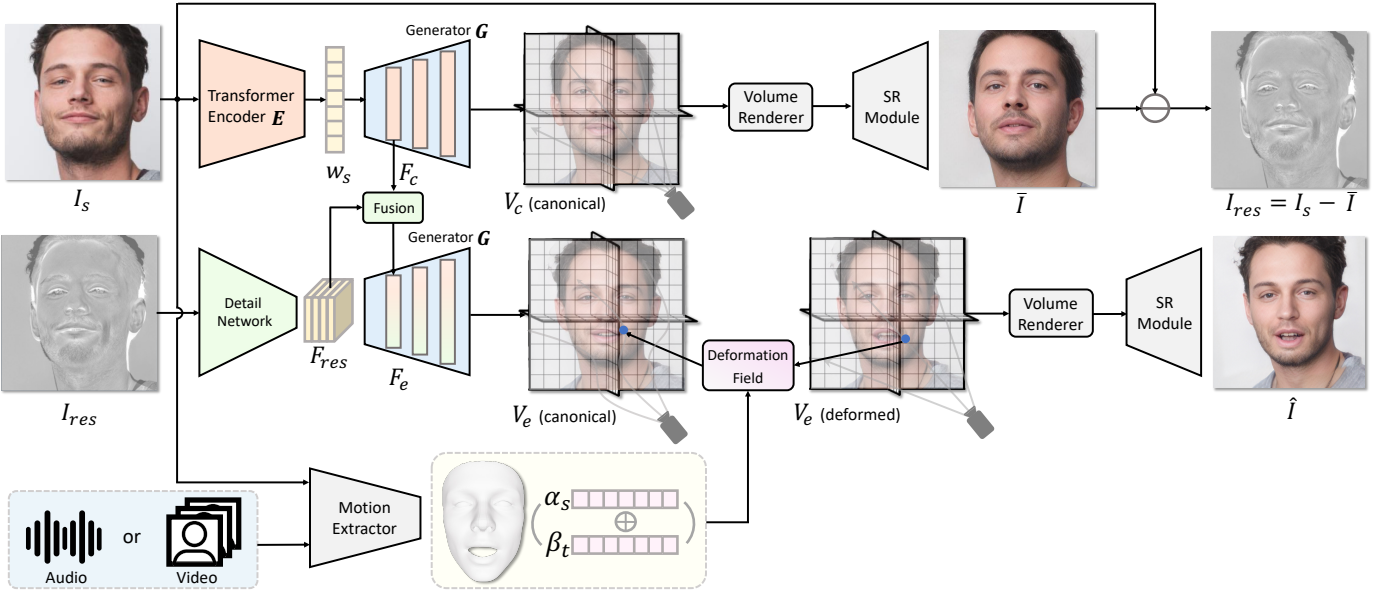 Generator G
Transformer
Encoder E
Volume
Renderer
SR
Module
w_s
F_c
I_s
V_c (canonical)
Ī
I_res = I_s − Ī
Fusion
Generator G
Detail
Network
Volume
Renderer
SR
Module
F_res
F_e
Deformation
Field
I_res
V_e (canonical)
V_e (deformed)
Î
Motion
Extractor
α_s
⊕
β_t
or
Audio
Video